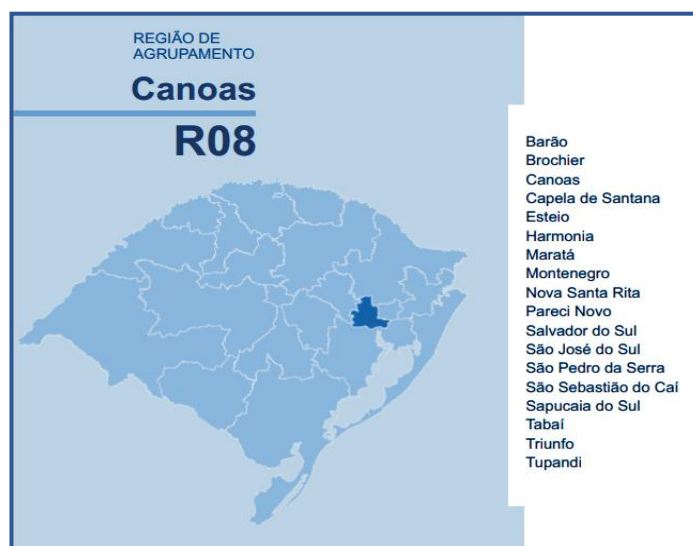 REGIÃO DE
AGRUPAMENTO
Canoas
R08
Barão
Brochier
Canoas
Capela de Santana
Esteio
Harmonia
Maratá
Montenegro
Nova Santa Rita
Pareci Novo
Salvador do Sul
São José do Sul
São Pedro da Serra
São Sebastião do Caí
Sapucaia do Sul
Tabaí
Triunfo
Tupandi